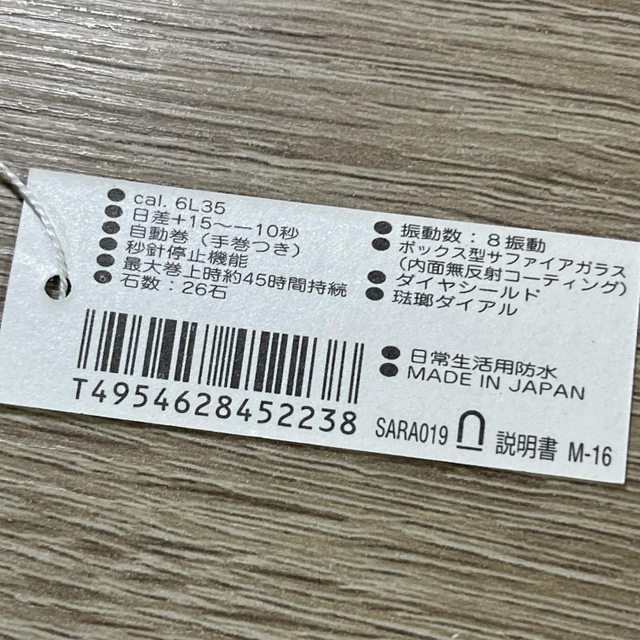 cal. 6L35
日差+15～ー10秒
自動巻（手巻つき）
秒針停止機能
最大巻上時約45時間持続
石数：26石
振動数：8振動
ボックス型サファイアガラス
（内面無反射コーティング）
ダイヤシールド
琺瑯ダイアル
日常生活用防水
MADE IN JAPAN
T4954628452238
SARA019 説明書 M-16